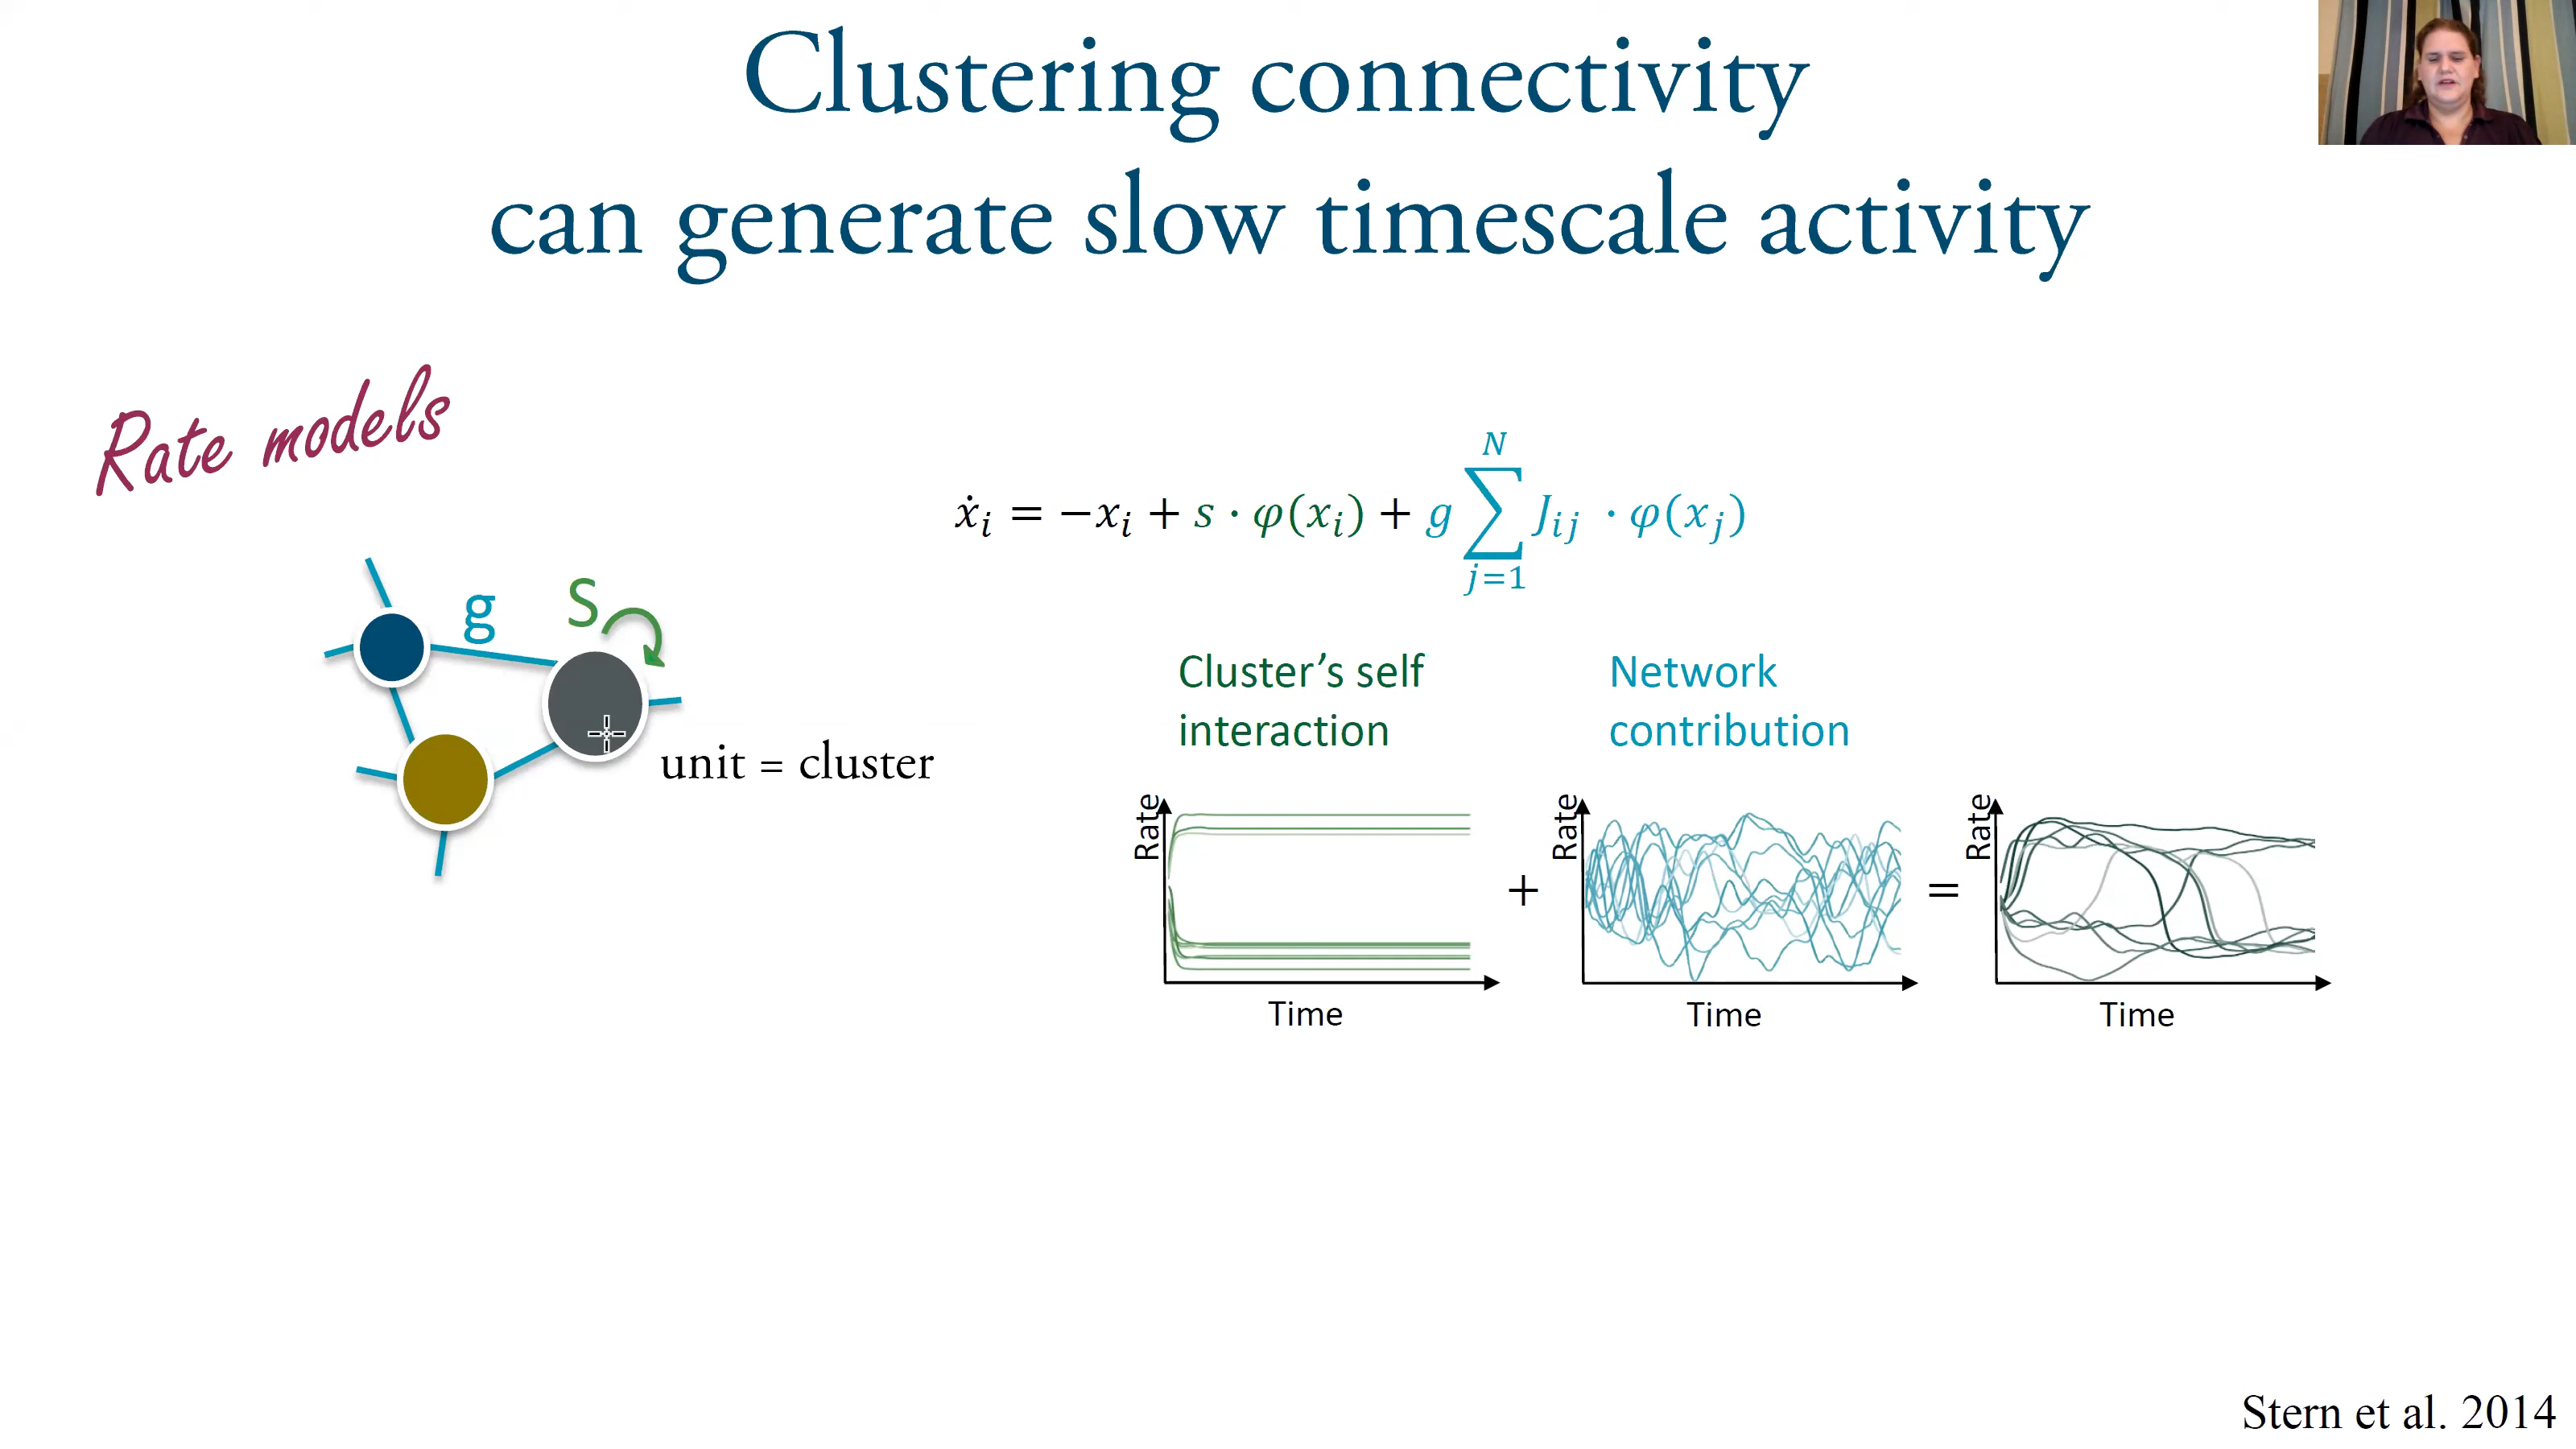 Clustering connectivity
can generate slow timescale activity
Rate models
ẋᵢ = −xᵢ + s · φ(xᵢ) + g ∑ Jᵢⱼ · φ(xⱼ)
N
j=1
g
S
unit = cluster
Cluster’s self
interaction
Network
contribution
Rate
Time
+
Rate
Time
=
Rate
Time
Stern et al. 2014